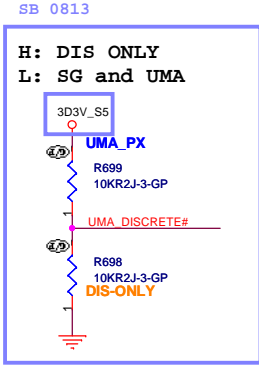 SB 0813
H: DIS ONLY
L: SG and UMA
3D3V_S5
UMA_PX
R699
10KR2J-3-GP
1
UMA_DISCRETE#
R698
10KR2J-3-GP
DIS-ONLY
1